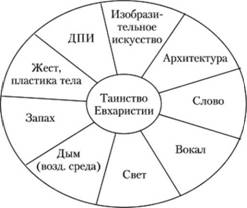 Изобрази-
тельное
искусство
Архитектура
Слово
Вокал
Свет
Дым
(возд. среда)
Запах
Жест,
пластика тела
ДПИ
Таинство
Евхаристии